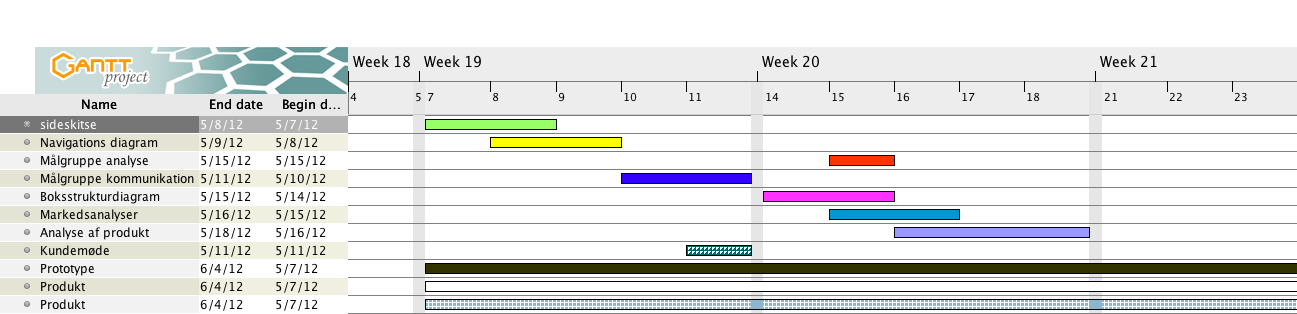 GANTT project
Week 18 Week 19 Week 20 Week 21
4 5 7 8 9 10 11 14 15 16 17 18 21 22 23
Name End date Begin d...
sideskitse 5/8/12 5/7/12
Navigations diagram 5/9/12 5/8/12
Målgruppe analyse 5/15/12 5/15/12
Målgruppe kommunikation 5/11/12 5/10/12
Boksstrukturdiagram 5/15/12 5/14/12
Markedsanalyser 5/16/12 5/15/12
Analyse af produkt 5/18/12 5/16/12
Kundemøde 5/11/12 5/11/12
Prototype 6/4/12 5/7/12
Produkt 6/4/12 5/7/12
Produkt 6/4/12 5/7/12